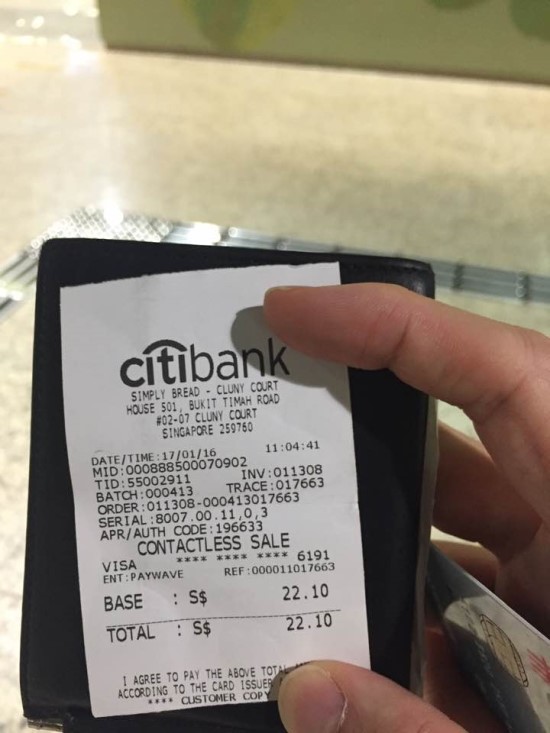 citibank
SIMPLY BREAD - CLUNY COURT
HOUSE 501, BUKIT TIMAH ROAD
#02-07 CLUNY COURT
SINGAPORE 259760
DATE/TIME:17/01/16 11:04:41
MID:000888500070902
TID:55002911 INV:011308
BATCH:000413 TRACE:017663
ORDER:011308-000413017663
SERIAL:8007.00.11,0,3
APR/AUTH CODE:196633
CONTACTLESS SALE
VISA **** **** **** 6191
ENT:PAYWAVE REF:000011017663
BASE : S$ 22.10
TOTAL : S$ 22.10
I AGREE TO PAY THE ABOVE TOTAL
ACCORDING TO THE CARD ISSUER
**** CUSTOMER COPY